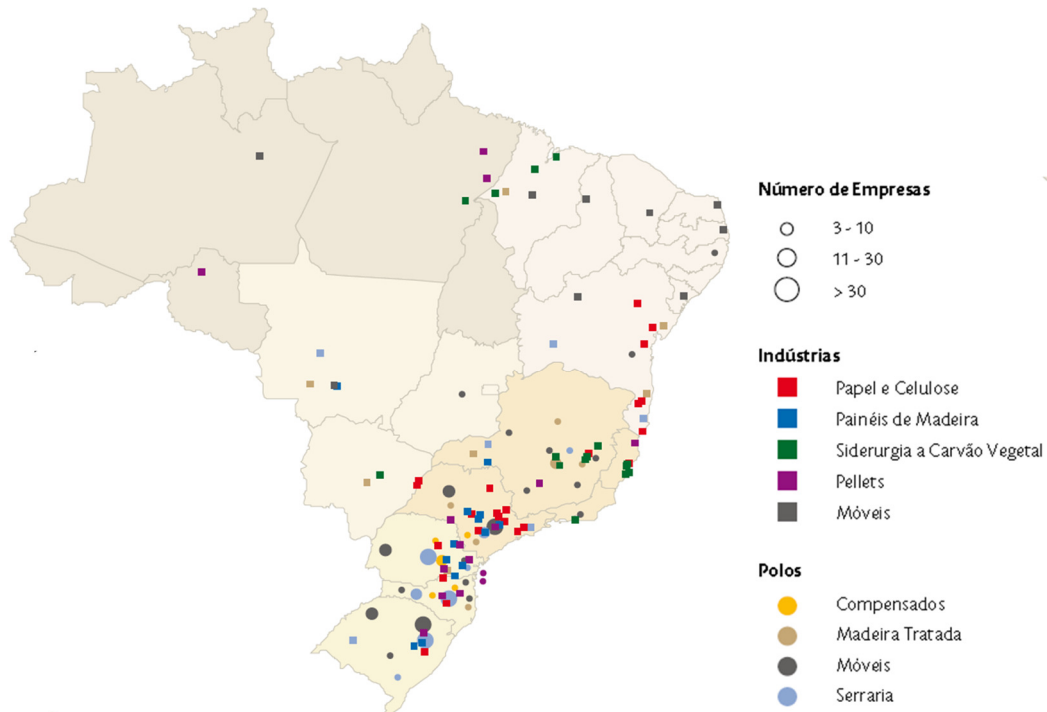 Número de Empresas
3 - 10
11 - 30
> 30
Indústrias
Papel e Celulose
Painéis de Madeira
Siderurgia a Carvão Vegetal
Pellets
Móveis
Polos
Compensados
Madeira Tratada
Móveis
Serraria